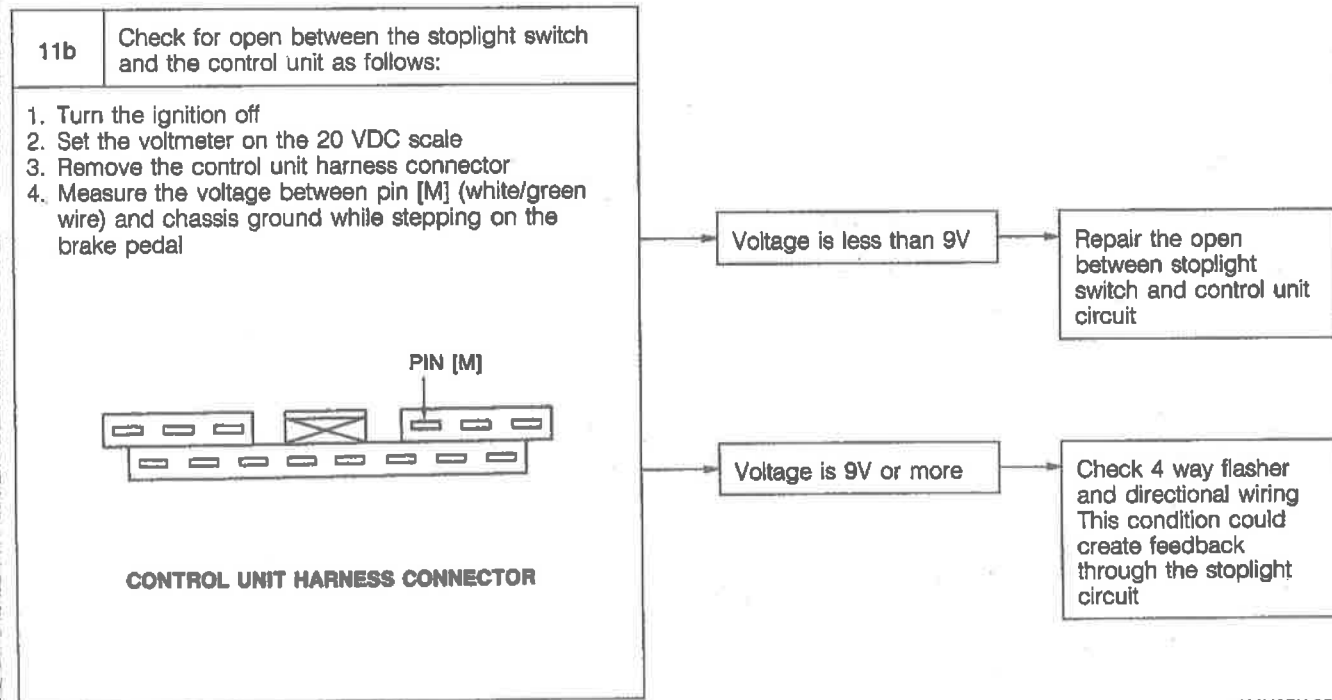 11b
Check for open between the stoplight switch
and the control unit as follows:
1. Turn the ignition off
2. Set the voltmeter on the 20 VDC scale
3. Remove the control unit harness connector
4. Measure the voltage between pin [M] (white/green
wire) and chassis ground while stepping on the
brake pedal
PIN [M]
CONTROL UNIT HARNESS CONNECTOR
Voltage is less than 9V
Repair the open
between stoplight
switch and control unit
circuit
Voltage is 9V or more
Check 4 way flasher
and directional wiring
This condition could
create feedback
through the stoplight
circuit